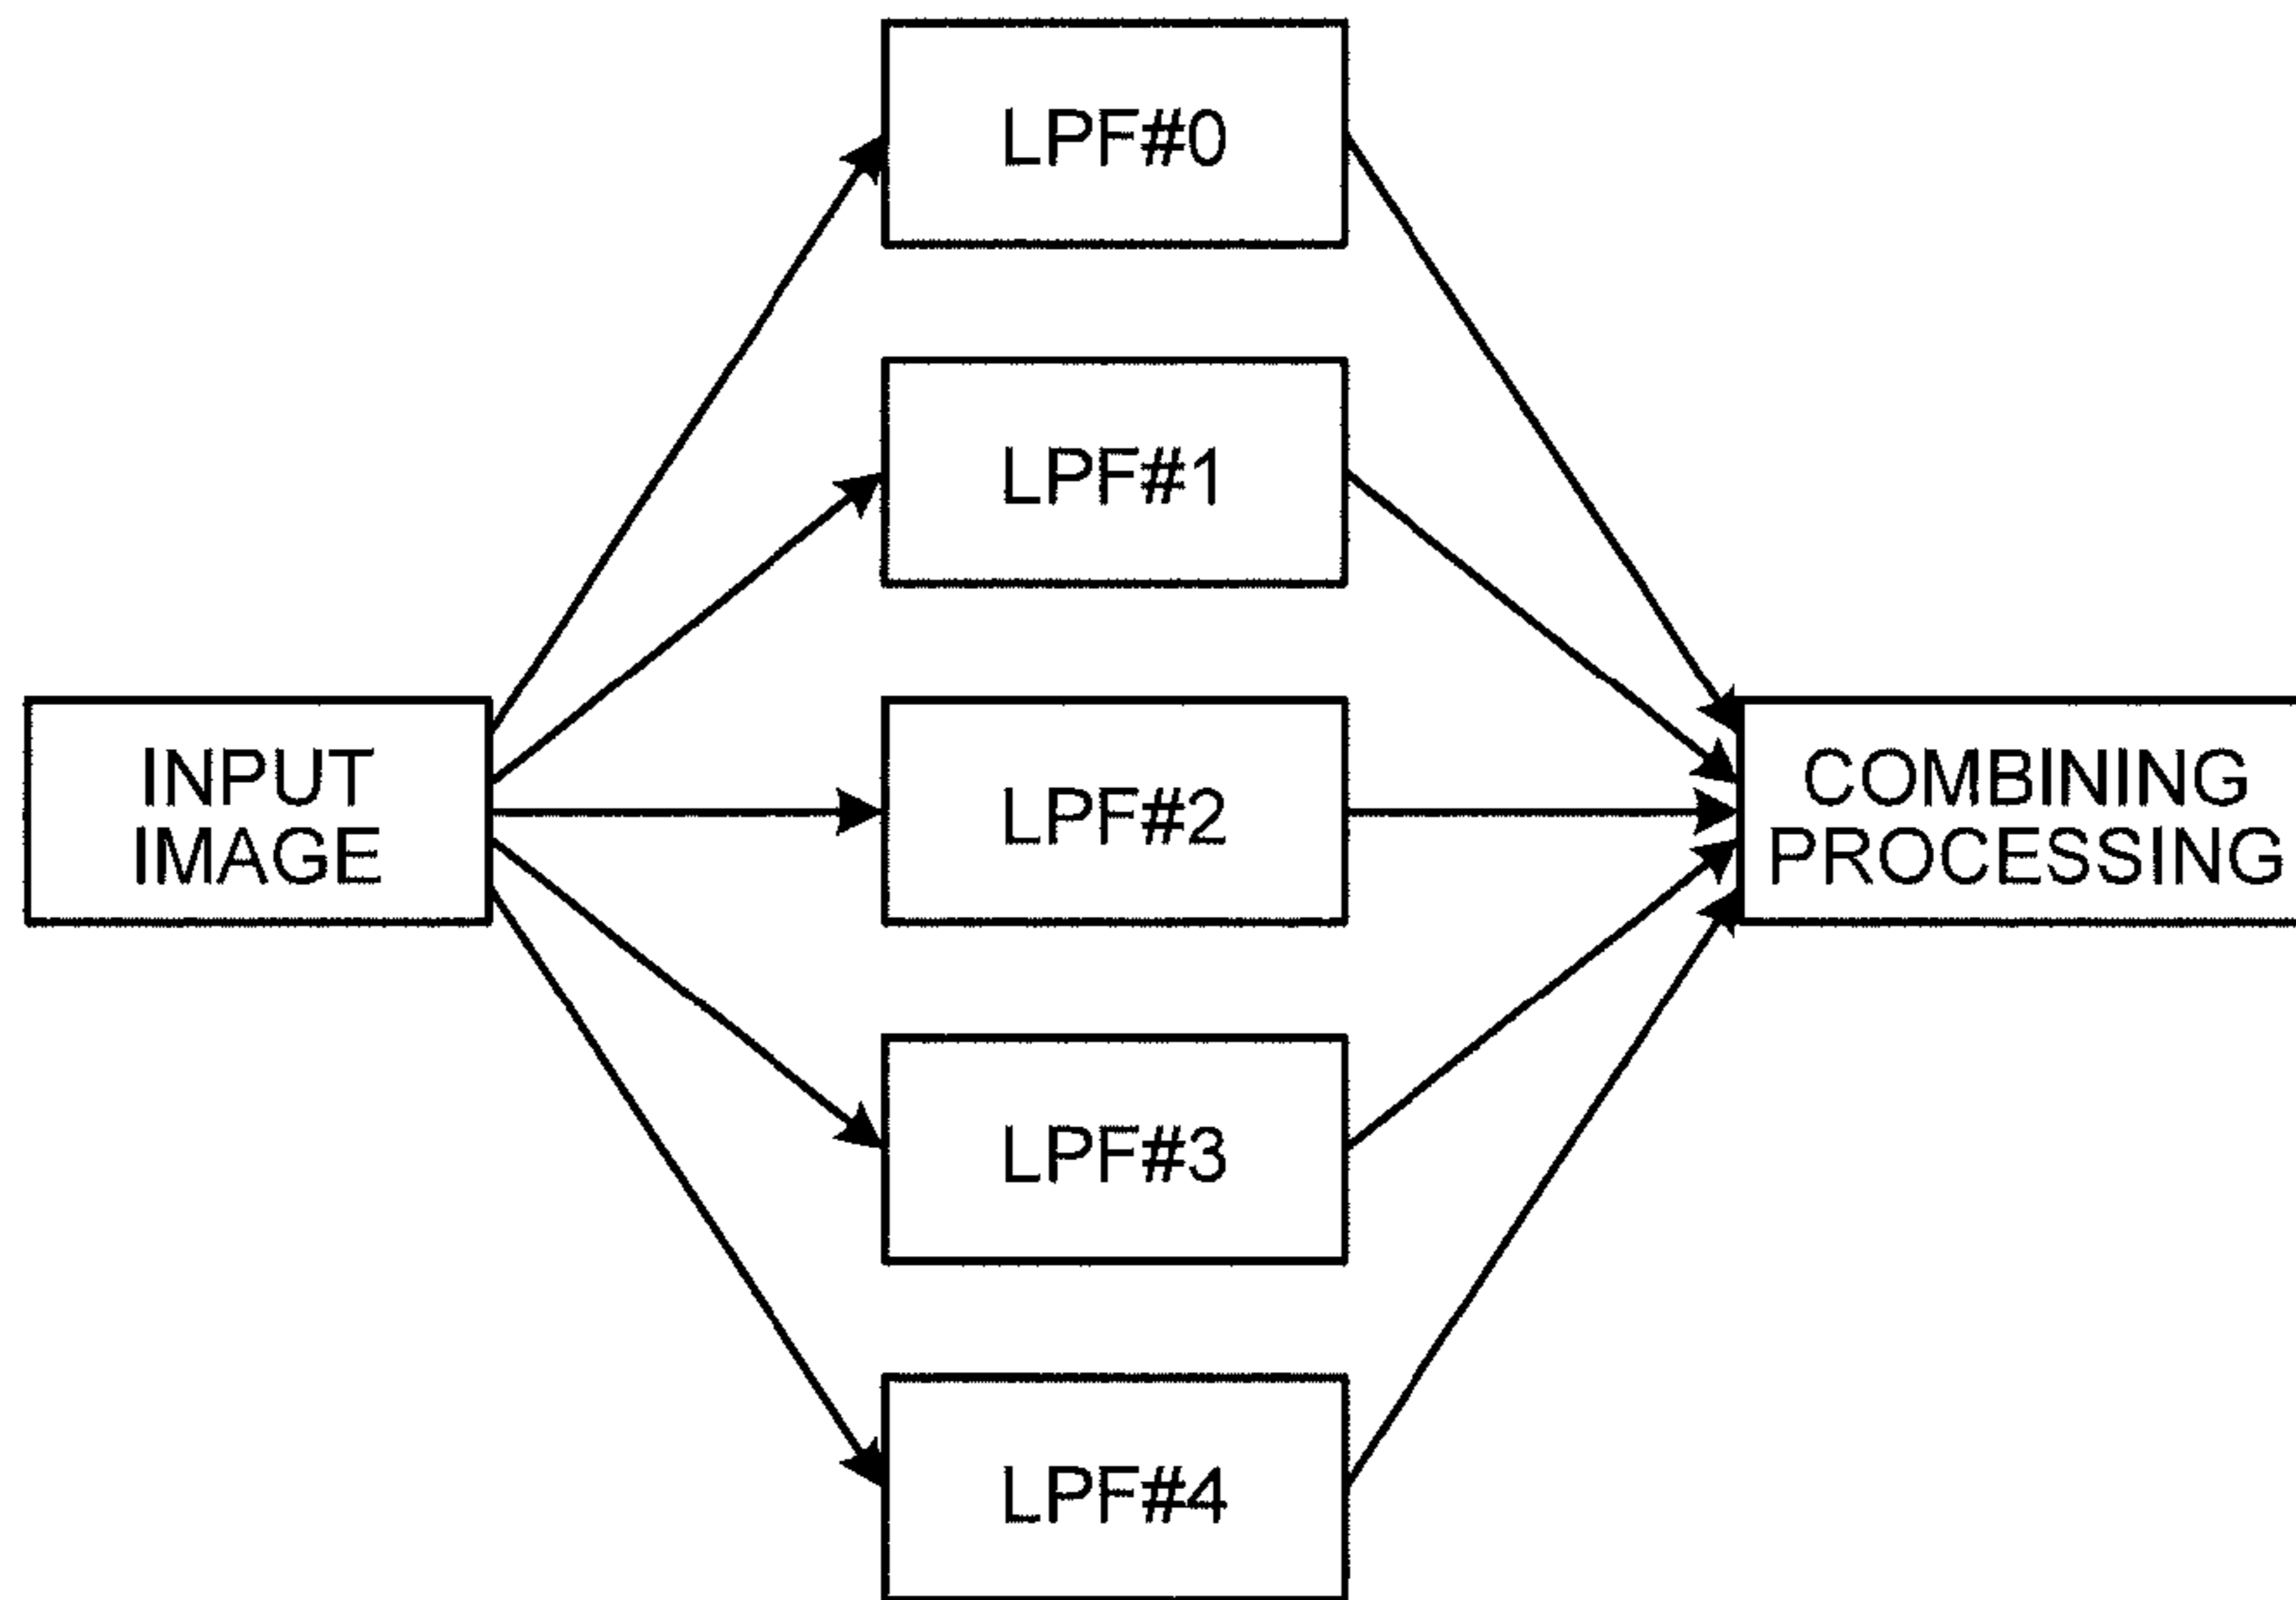 LPF#0
LPF#1
INPUT
IMAGE
LPF#2
COMBINING
PROCESSING
LPF#3
LPF#4